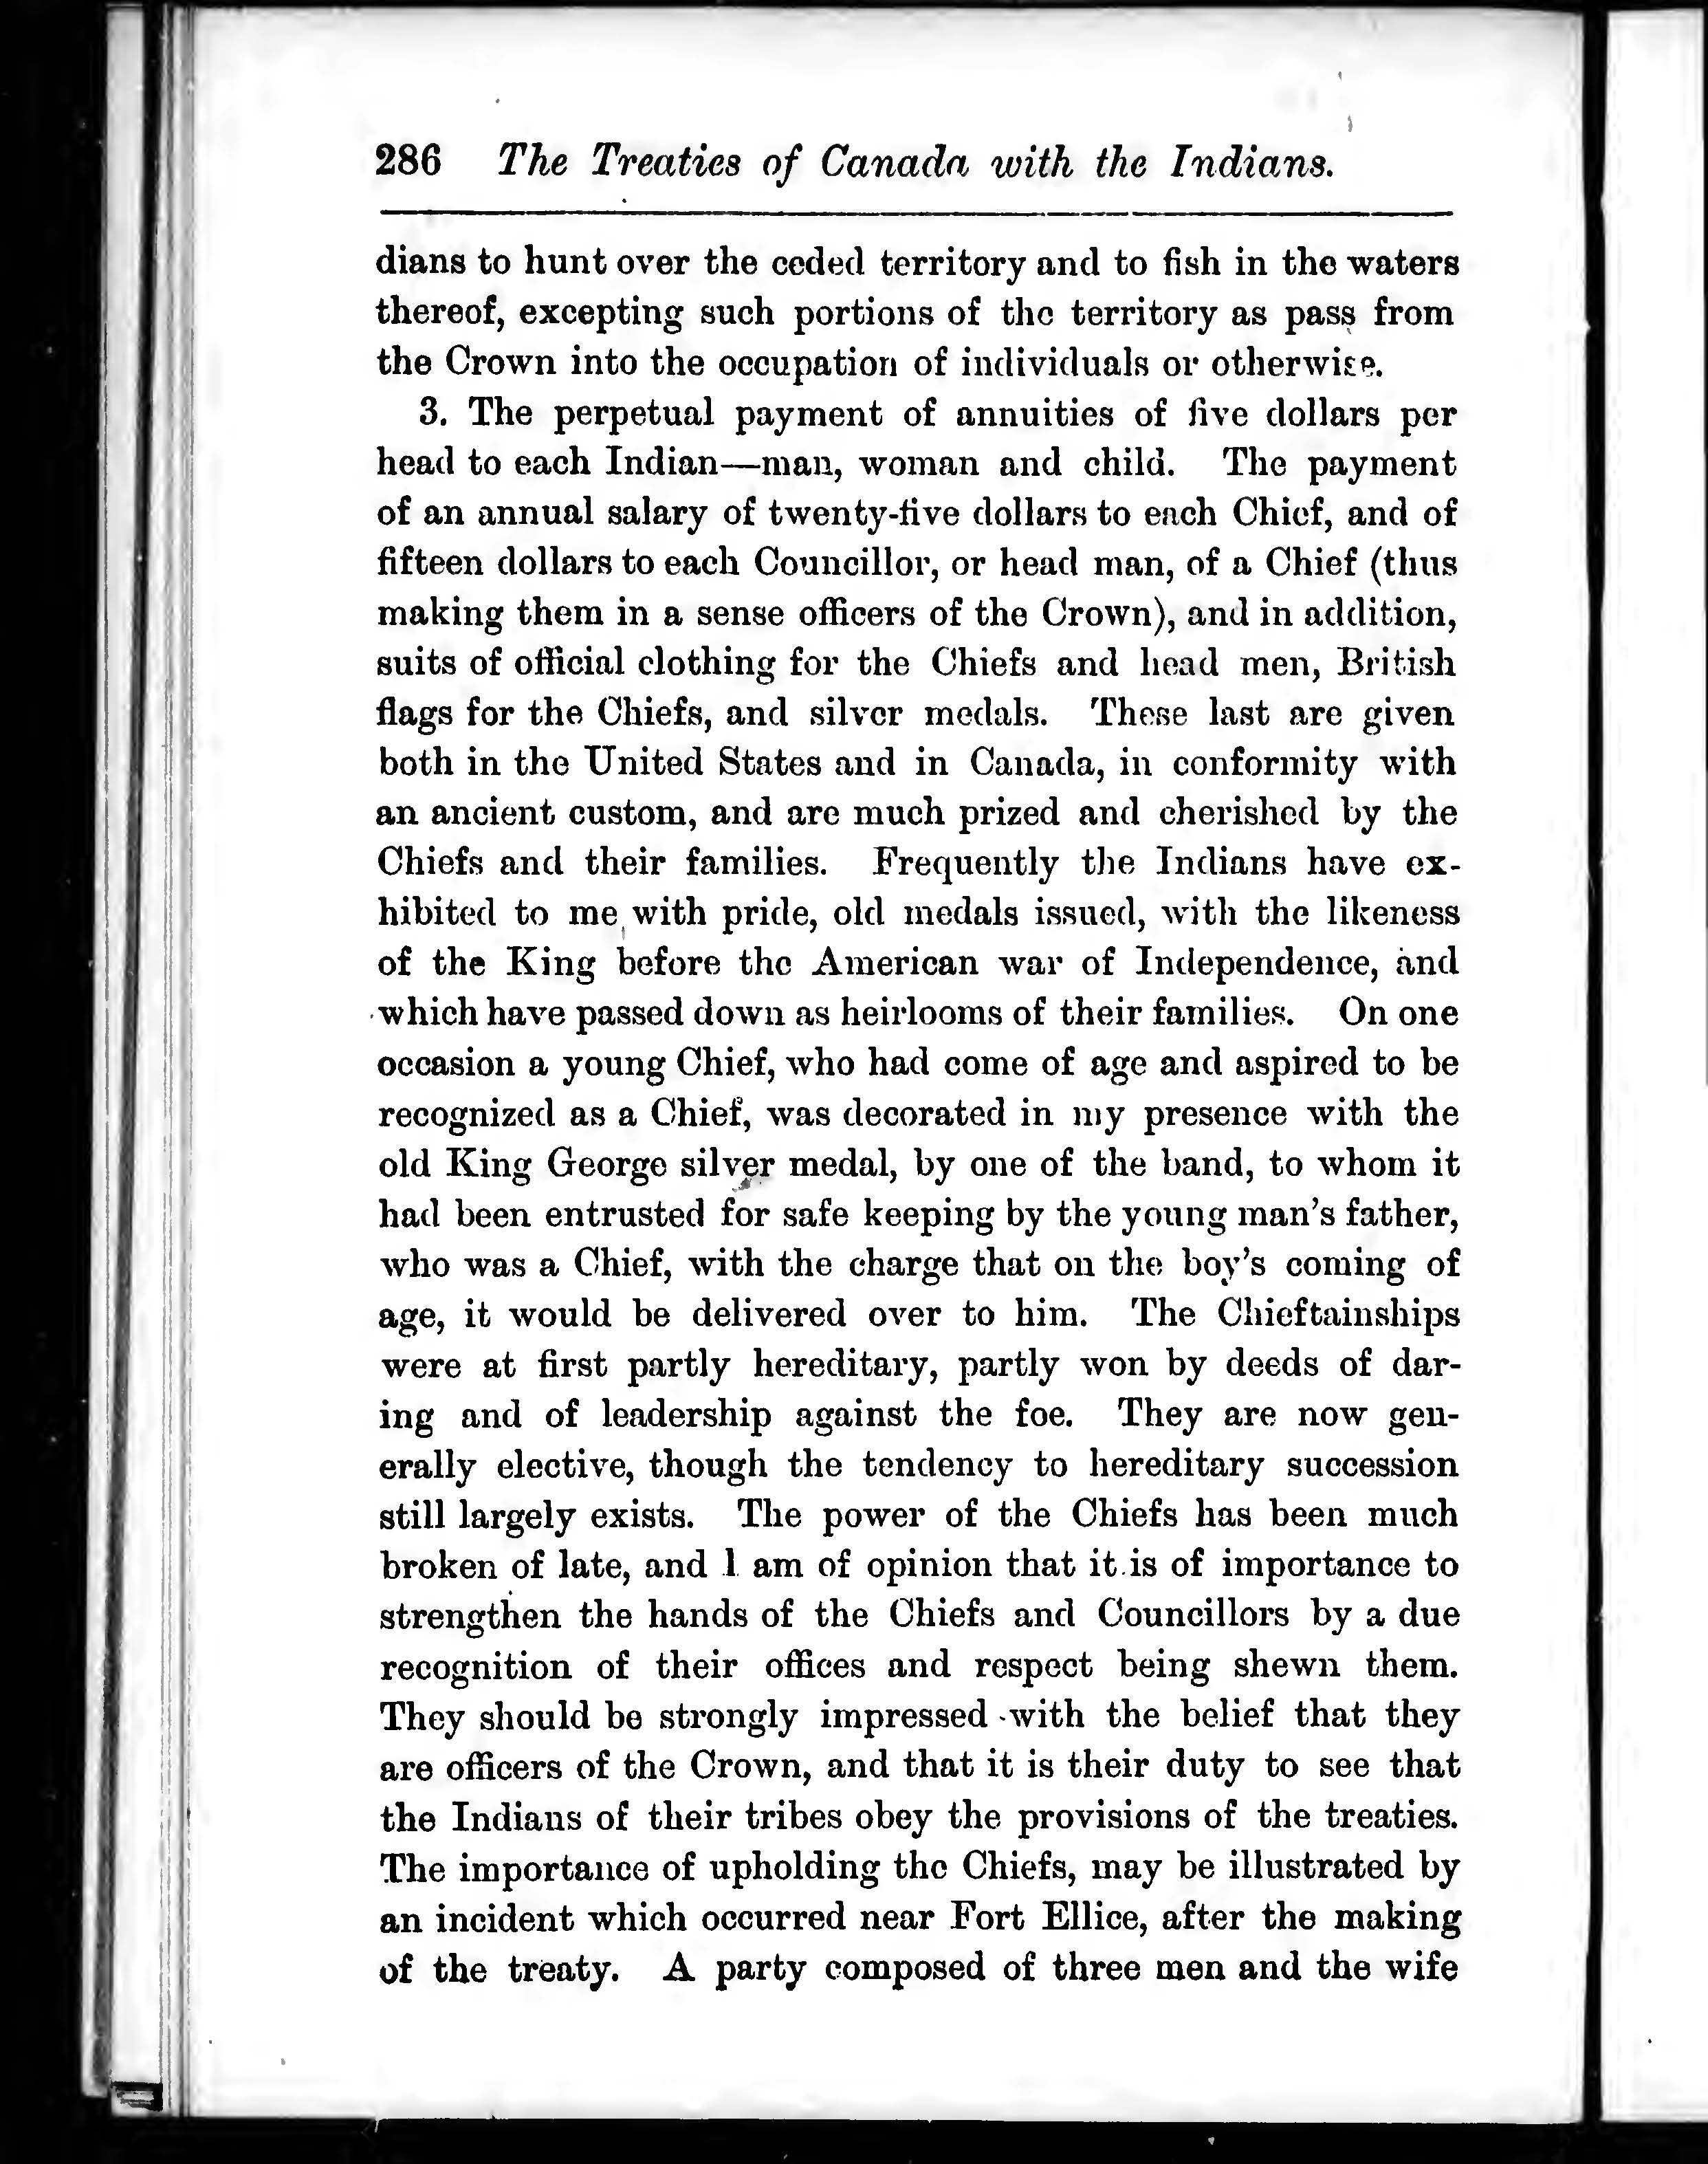 286 The Treaties of Canada with the Indians.
dians to hunt over the ceded territory and to fish in the waters
thereof, excepting such portions of the territory as pass from
the Crown into the occupation of individuals or otherwise.
3. The perpetual payment of annuities of five dollars per
head to each Indian—man, woman and child. The payment
of an annual salary of twenty-five dollars to each Chief, and of
fifteen dollars to each Councillor, or head man, of a Chief (thus
making them in a sense officers of the Crown), and in addition,
suits of official clothing for the Chiefs and head men, British
flags for the Chiefs, and silver medals. These last are given
both in the United States and in Canada, in conformity with
an ancient custom, and are much prized and cherished by the
Chiefs and their families. Frequently the Indians have ex-
hibited to me with pride, old medals issued, with the likeness
of the King before the American war of Independence, and
which have passed down as heirlooms of their families. On one
occasion a young Chief, who had come of age and aspired to be
recognized as a Chief, was decorated in my presence with the
old King George silver medal, by one of the band, to whom it
had been entrusted for safe keeping by the young man's father,
who was a Chief, with the charge that on the boy's coming of
age, it would be delivered over to him. The Chieftainships
were at first partly hereditary, partly won by deeds of dar-
ing and of leadership against the foe. They are now gen-
erally elective, though the tendency to hereditary succession
still largely exists. The power of the Chiefs has been much
broken of late, and I am of opinion that it is of importance to
strengthen the hands of the Chiefs and Councillors by a due
recognition of their offices and respect being shewn them.
They should be strongly impressed with the belief that they
are officers of the Crown, and that it is their duty to see that
the Indians of their tribes obey the provisions of the treaties.
The importance of upholding the Chiefs, may be illustrated by
an incident which occurred near Fort Ellice, after the making
of the treaty. A party composed of three men and the wife